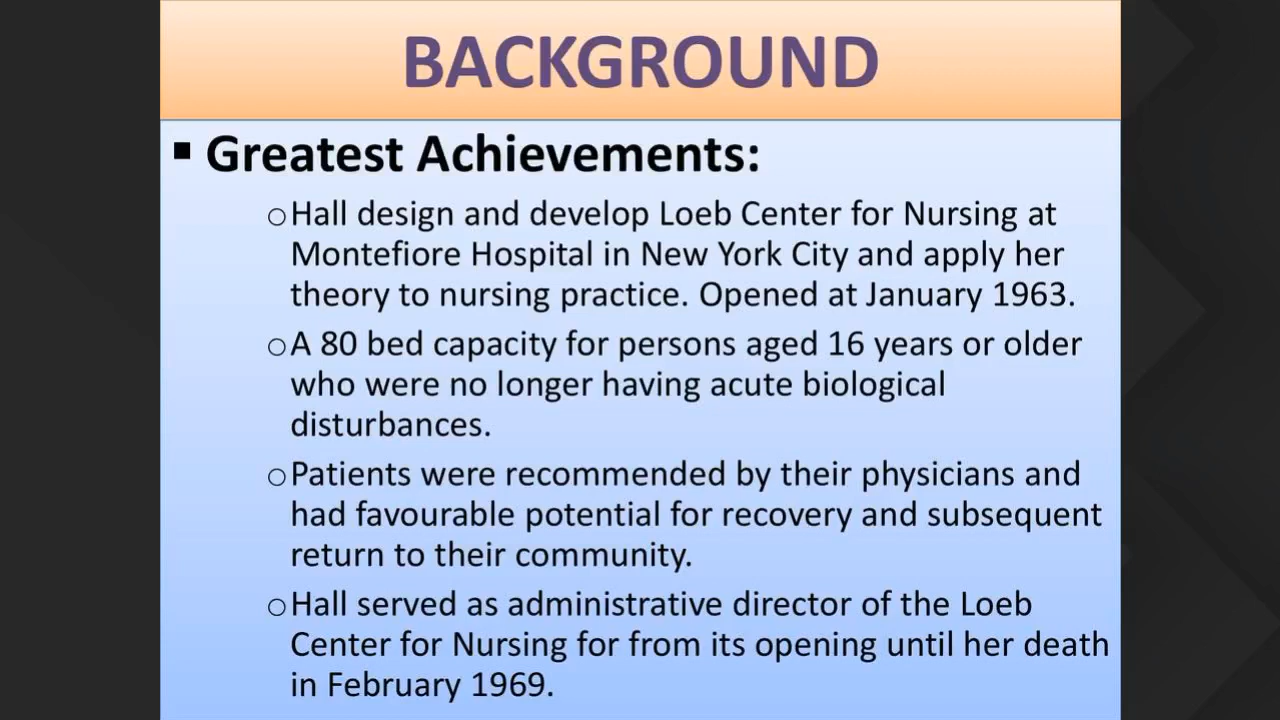 BACKGROUND
▪ Greatest Achievements:
oHall design and develop Loeb Center for Nursing at
Montefiore Hospital in New York City and apply her
theory to nursing practice. Opened at January 1963.
oA 80 bed capacity for persons aged 16 years or older
who were no longer having acute biological
disturbances.
oPatients were recommended by their physicians and
had favourable potential for recovery and subsequent
return to their community.
oHall served as administrative director of the Loeb
Center for Nursing for from its opening until her death
in February 1969.